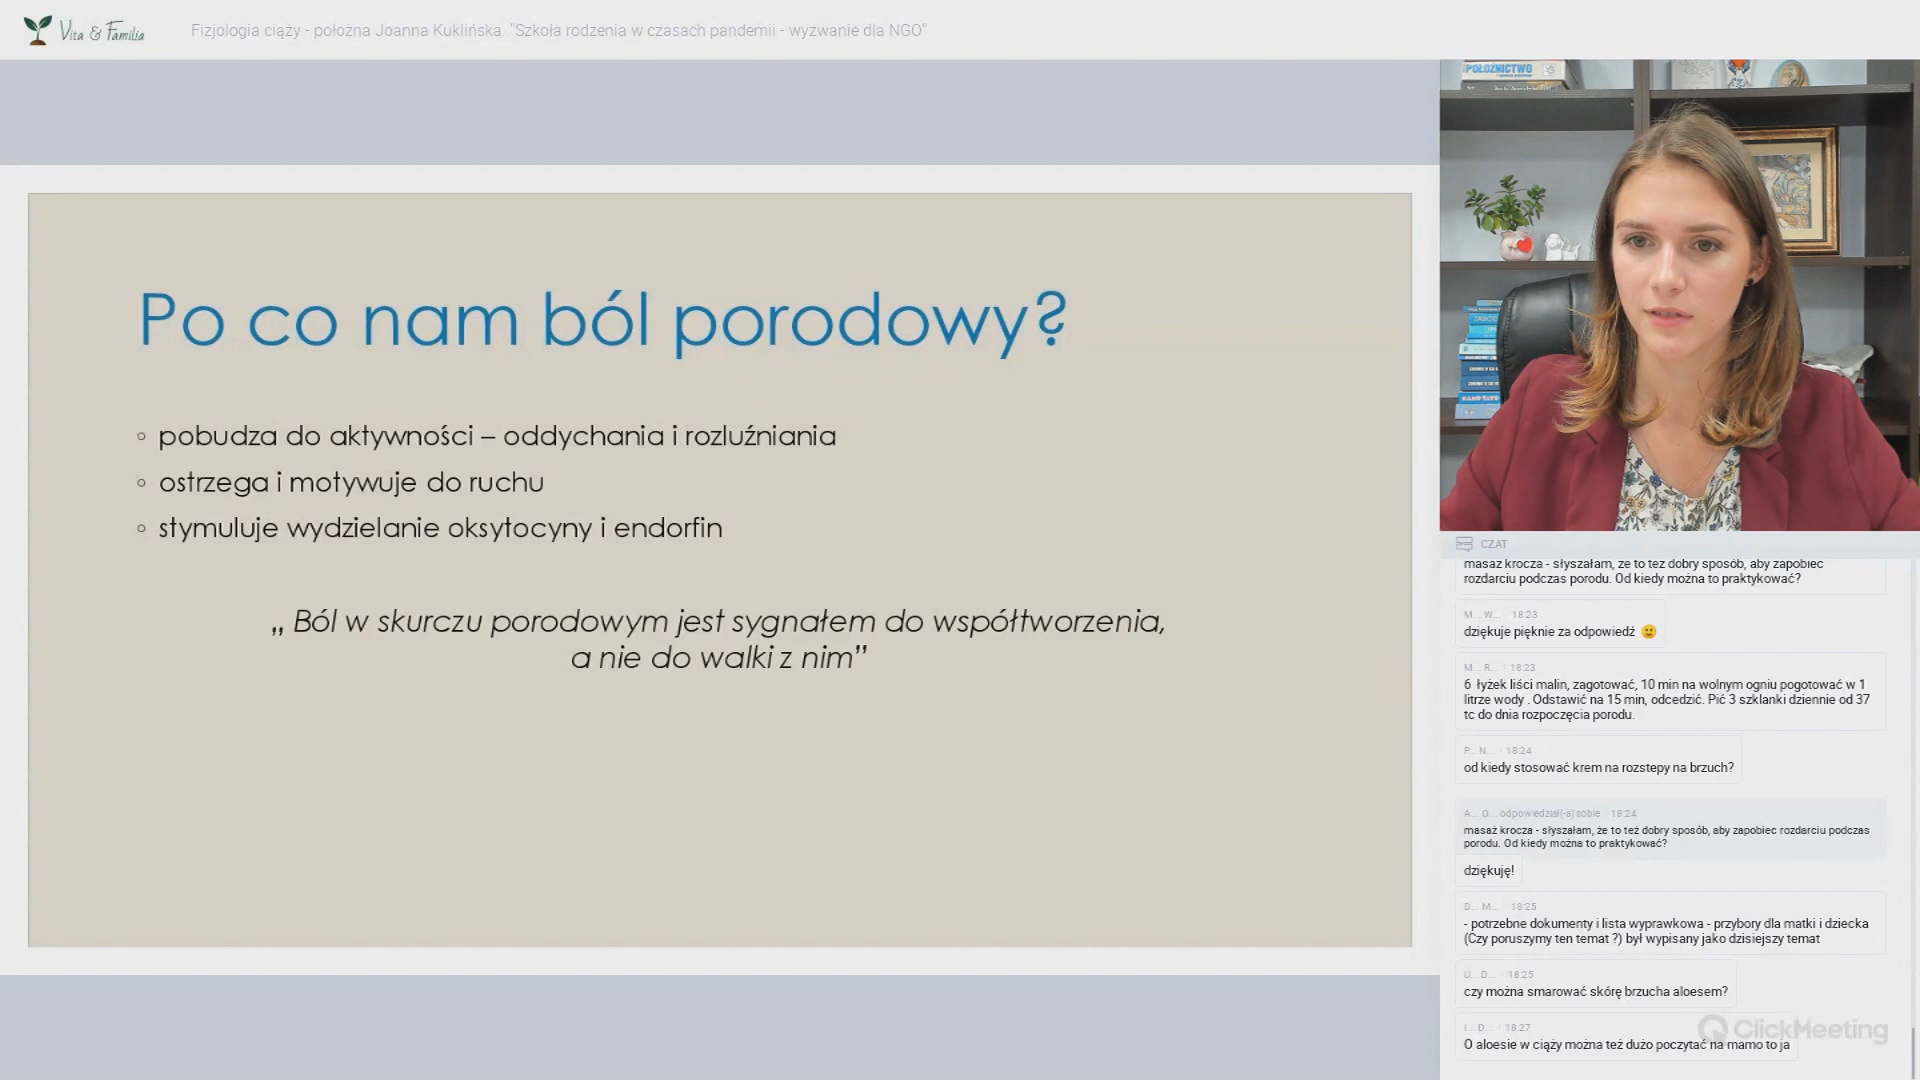 Vita & Familia
Fizjologia ciąży - położna Joanna Kuklińska. "Szkoła rodzenia w czasach pandemii - wyzwanie dla NGO"
POŁOŻNICTWO
Po co nam ból porodowy?
◦ pobudza do aktywności – oddychania i rozluźniania
◦ ostrzega i motywuje do ruchu
◦ stymuluje wydzielanie oksytocyny i endorfin
„ Ból w skurczu porodowym jest sygnałem do współtworzenia,
a nie do walki z nim”
CZAT
masaż krocza - słyszałam, że to też dobry sposób, aby zapobiec
rozdarciu podczas porodu. Od kiedy można to praktykować?
M... W... 18:23
dziękuje pięknie za odpowiedź 🙂
M... R... 18:23
6 łyżek liści malin, zagotować, 10 min na wolnym ogniu pogotować w 1
litrze wody . Odstawić na 15 min, odcedzić. Pić 3 szklanki dziennie od 37
tc do dnia rozpoczęcia porodu.
P... N... 18:24
od kiedy stosować krem na rozstepy na brzuch?
A... O... odpowiedział(-a) sobie 18:24
masaż krocza - słyszałam, że to też dobry sposób, aby zapobiec rozdarciu podczas
porodu. Od kiedy można to praktykować?
dziękuję!
D... M... 18:25
- potrzebne dokumenty i lista wyprawkowa - przybory dla matki i dziecka
(Czy poruszymy ten temat ?) był wypisany jako dzisiejszy temat
U... D... 18:25
czy można smarować skórę brzucha aloesem?
I... D... 18:27
O aloesie w ciąży można też dużo poczytać na mamo to ja
ClickMeeting